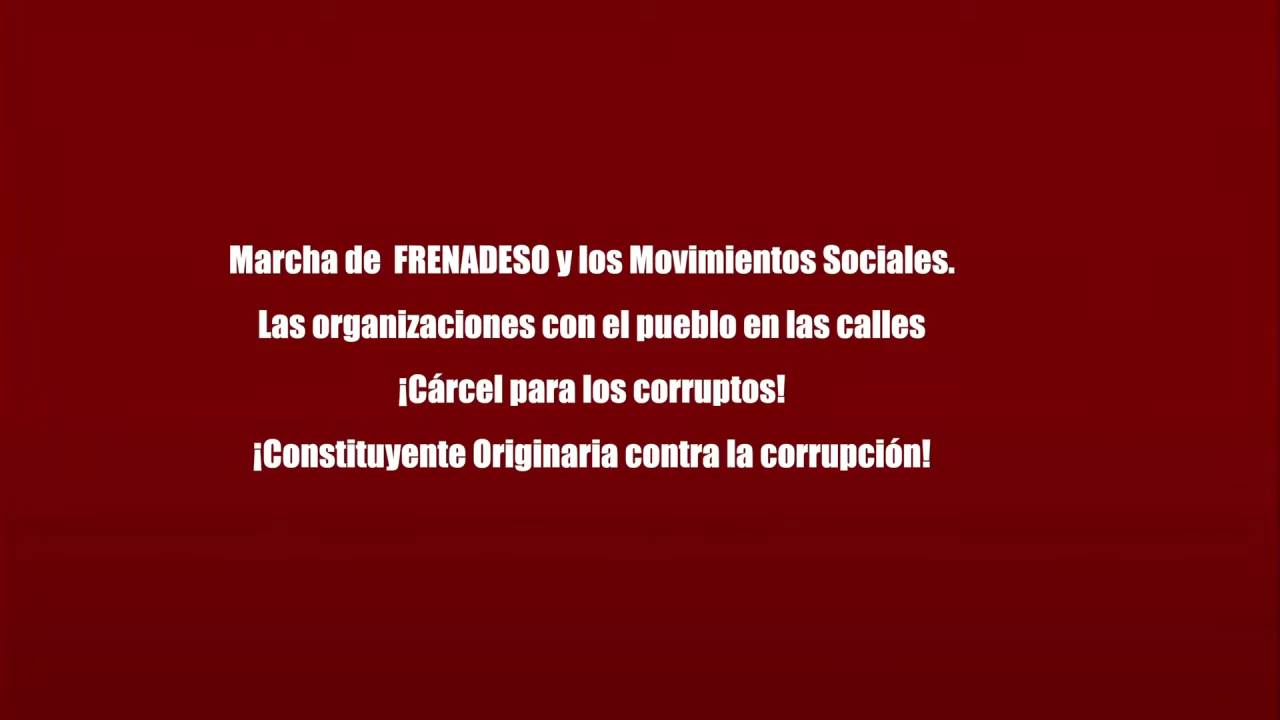 Marcha de  FRENADESO y los Movimientos Sociales.
Las organizaciones con el pueblo en las calles
¡Cárcel para los corruptos!
¡Constituyente Originaria contra la corrupción!